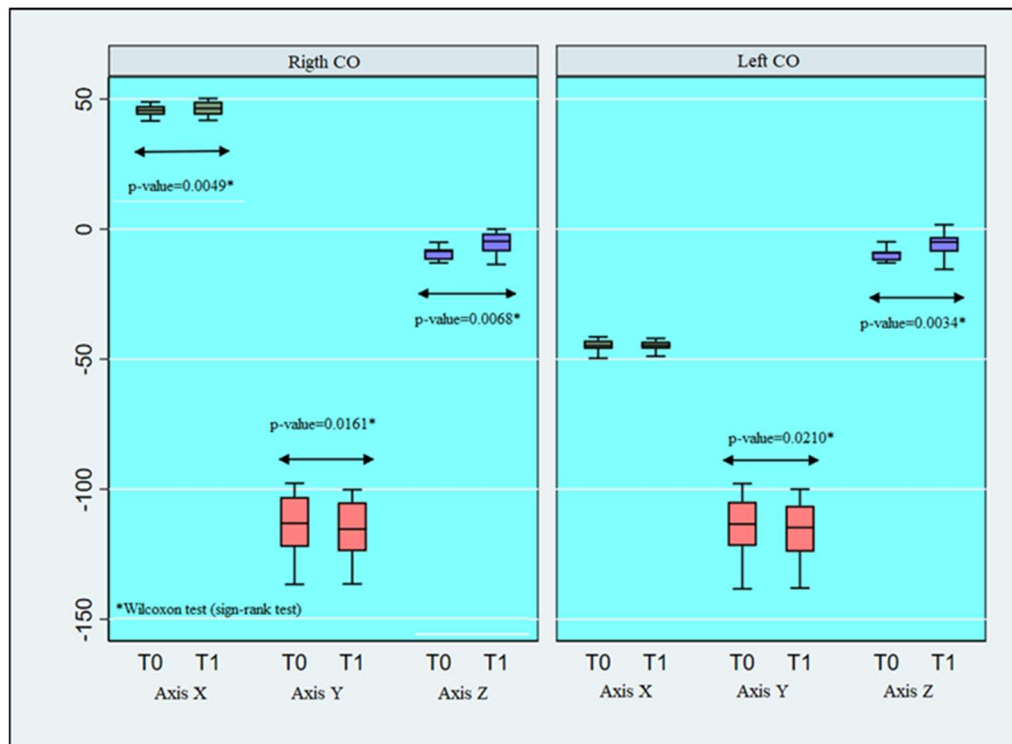 Rigth CO
Left CO
50
0
-50
-100
-150
p-value=0.0049*
p-value=0.0068*
p-value=0.0161*
*Wilcoxon test (sign-rank test)
p-value=0.0034*
p-value=0.0210*
T0 T1 T0 T1 T0 T1
Axis X Axis Y Axis Z
T0 T1 T0 T1 T0 T1
Axis X Axis Y Axis Z